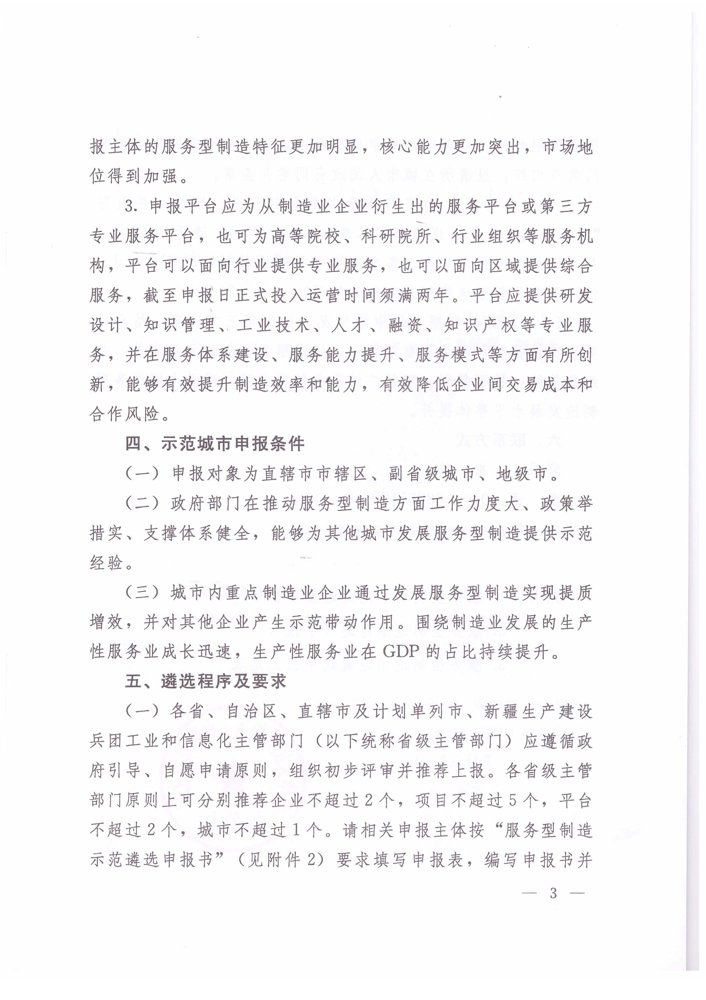 报主体的服务型制造特征更加明显，核心能力更加突出，市场地
位得到加强。
3. 申报平台应为从制造业企业衍生出的服务平台或第三方
专业服务平台，也可为高等院校、科研院所、行业组织等服务机
构，平台可以面向行业提供专业服务，也可以面向区域提供综合
服务，截至申报日正式投入运营时间须满两年。平台应提供研发
设计、知识管理、工业技术、人才、融资、知识产权等专业服
务，并在服务体系建设、服务能力提升、服务模式等方面有所创
新，能够有效提升制造效率和能力，有效降低企业间交易成本和
合作风险。
四、示范城市申报条件
（一）申报对象为直辖市市辖区、副省级城市、地级市。
（二）政府部门在推动服务型制造方面工作力度大、政策举
措实、支撑体系健全，能够为其他城市发展服务型制造提供示范
经验。
（三）城市内重点制造业企业通过发展服务型制造实现提质
增效，并对其他企业产生示范带动作用。围绕制造业发展的生产
性服务业成长迅速，生产性服务业在 GDP 的占比持续提升。
五、遴选程序及要求
（一）各省、自治区、直辖市及计划单列市、新疆生产建设
兵团工业和信息化主管部门（以下统称省级主管部门）应遵循政
府引导、自愿申请原则，组织初步评审并推荐上报。各省级主管
部门原则上可分别推荐企业不超过 2 个，项目不超过 5 个，平台
不超过 2 个，城市不超过 1 个。请相关申报主体按“服务型制造
示范遴选申报书”（见附件 2）要求填写申报表，编写申报书并
— 3 —